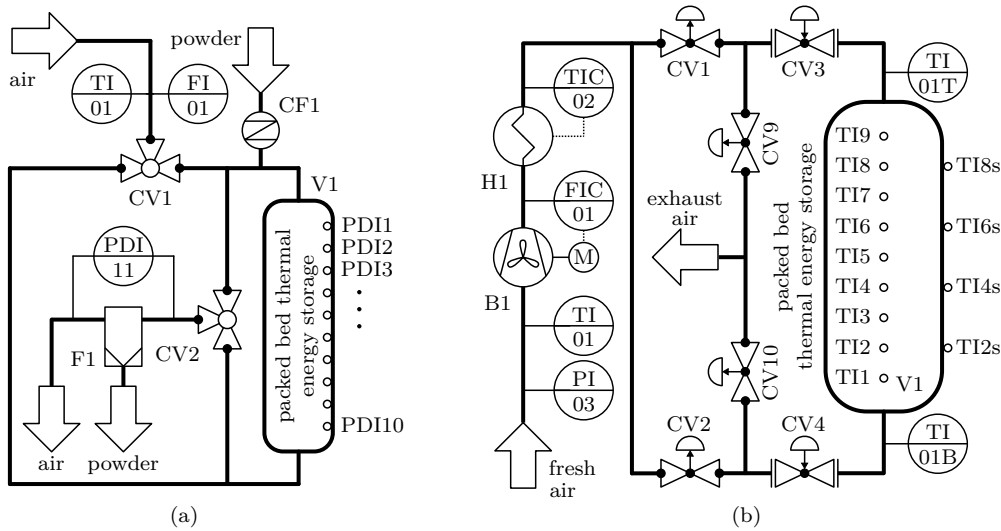 air
powder
TI
01
FI
01
CF1
CV1
V1
PDI
11
F1
CV2
air
powder
packed bed thermal
energy storage
PDI1
PDI2
PDI3
PDI10
(a)
TIC
02
H1
FIC
01
M
B1
TI
01
PI
03
fresh
air
CV1
CV3
CV9
exhaust
air
CV10
CV2
CV4
TI
01T
packed bed
thermal energy storage
TI9
TI8
TI7
TI6
TI5
TI4
TI3
TI2
TI1
V1
TI8s
TI6s
TI4s
TI2s
TI
01B
(b)